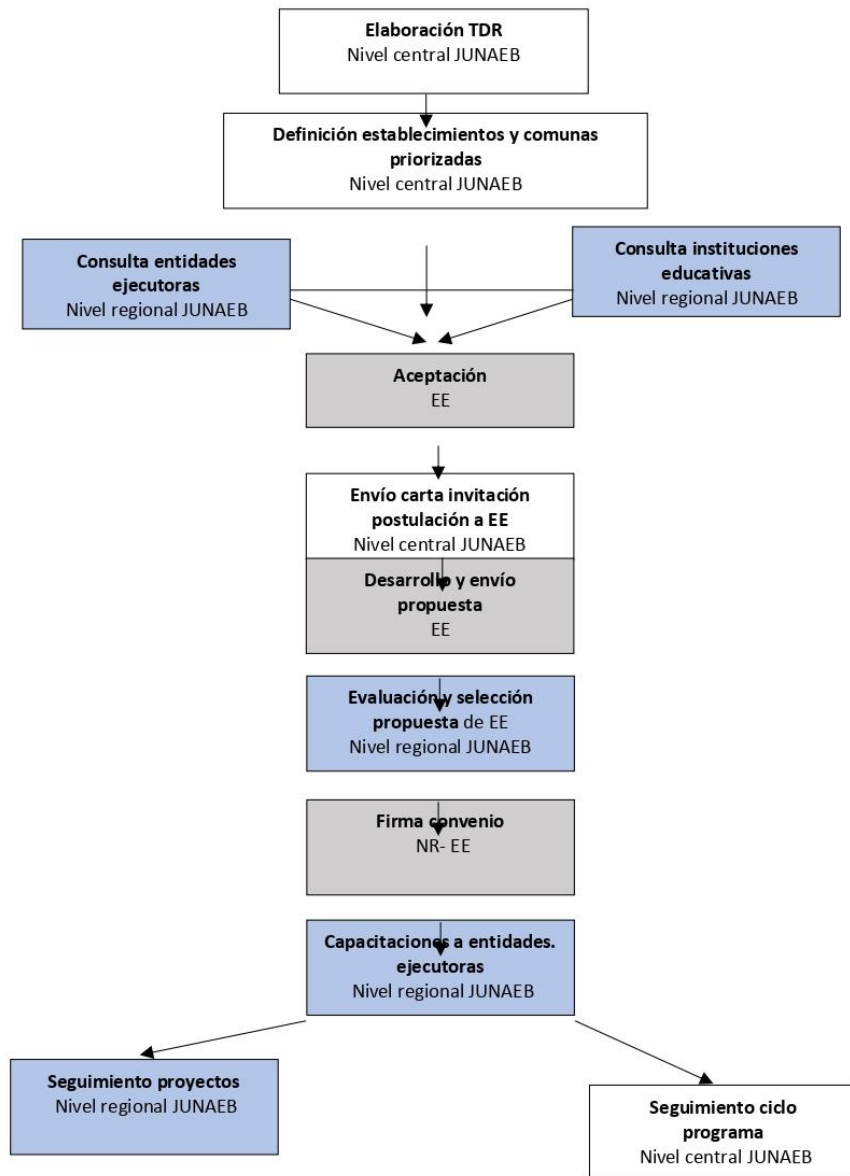 Elaboración TDR
Nivel central JUNAEB
Definición establecimientos y comunas
priorizadas
Nivel central JUNAEB
Consulta entidades
ejecutoras
Nivel regional JUNAEB
Consulta instituciones
educativas
Nivel regional JUNAEB
Aceptación
EE
Envío carta invitación
postulación a EE
Nivel central JUNAEB
Desarrollo y envío
propuesta
EE
Evaluación y selección
propuesta de EE
Nivel regional JUNAEB
Firma convenio
NR- EE
Capacitaciones a entidades.
ejecutoras
Nivel regional JUNAEB
Seguimiento proyectos
Nivel regional JUNAEB
Seguimiento ciclo
programa
Nivel central JUNAEB